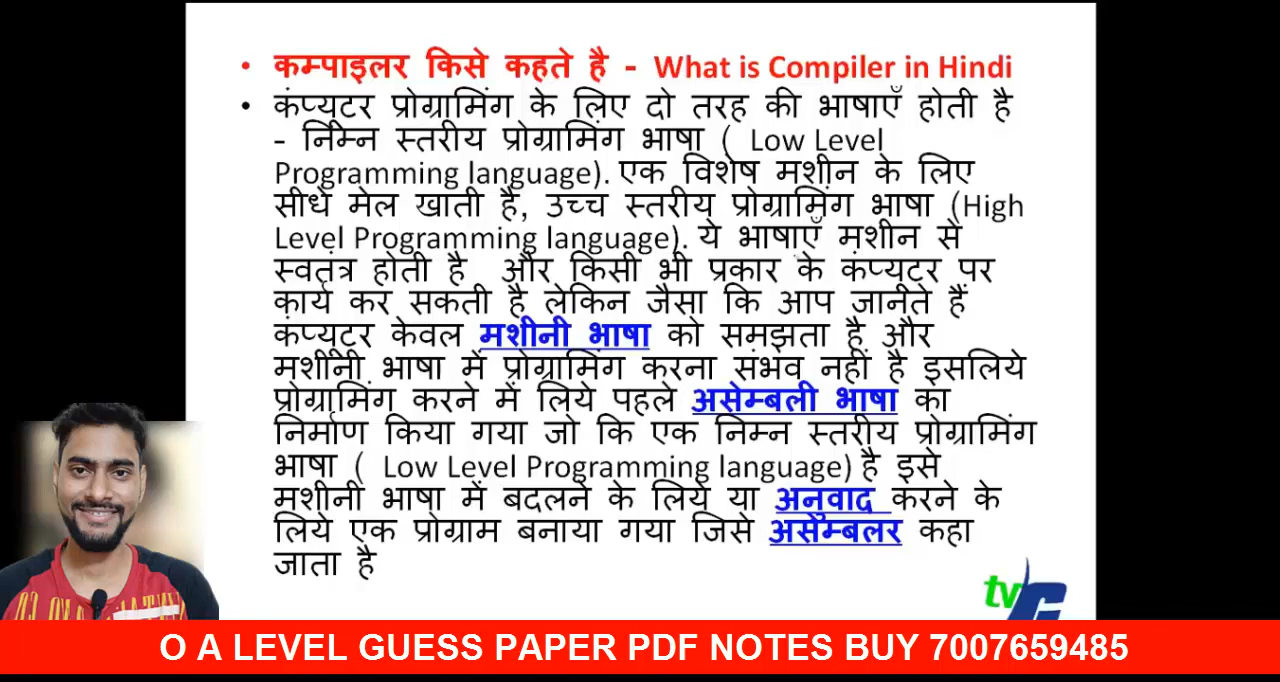 • कम्पाइलर किसे कहते है - What is Compiler in Hindi
• कंप्यूटर प्रोग्रामिंग के लिए दो तरह की भाषाएँ होती है
- निम्न स्तरीय प्रोग्रामिंग भाषा ( Low Level
Programming language). एक विशेष मशीन के लिए
सीधे मेल खाती है, उच्च स्तरीय प्रोग्रामिंग भाषा (High
Level Programming language). ये भाषाएँ मशीन से
स्वतंत्र होती है और किसी भी प्रकार के कंप्यूटर पर
कार्य कर सकती है लेकिन जैसा कि आप जानते हैं
कंप्यूटर केवल मशीनी भाषा को समझता है और
मशीनी भाषा में प्रोग्रामिंग करना संभव नहीं है इसलिये
प्रोग्रामिंग करने में लिये पहले असेम्बली भाषा का
निर्माण किया गया जो कि एक निम्न स्तरीय प्रोग्रामिंग
भाषा ( Low Level Programming language) है इसे
मशीनी भाषा में बदलने के लिये या अनुवाद करने के
लिये एक प्रोग्राम बनाया गया जिसे असेम्बलर कहा
जाता है
tv
O A LEVEL GUESS PAPER PDF NOTES BUY 7007659485